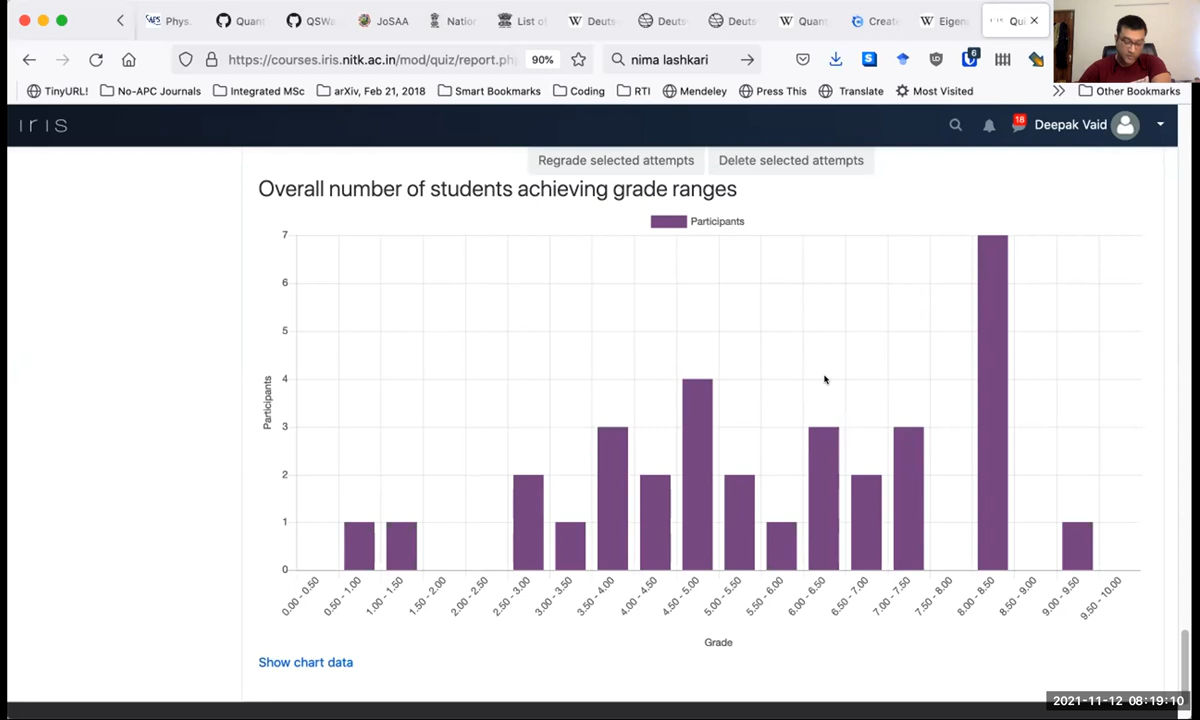 Phys.
Quan
QSWa
JoSAA
Nation
List o
Deuts
Deuts
Deuts
Quan
Create
Eigen
Qui
https://courses.iris.nitk.ac.in/mod/quiz/report.ph
90%
nima lashkari
6
TinyURL!
No-APC Journals
Integrated MSc
arXiv, Feb 21, 2018
Smart Bookmarks
Coding
RTI
Mendeley
Press This
Translate
Most Visited
Other Bookmarks
IrIS
18
Deepak Vaid
Regrade selected attempts
Delete selected attempts
Overall number of students achieving grade ranges
Participants
7
6
5
4
3
2
1
0
Participants
0.00 - 0.50
0.50 - 1.00
1.00 - 1.50
1.50 - 2.00
2.00 - 2.50
2.50 - 3.00
3.00 - 3.50
3.50 - 4.00
4.00 - 4.50
4.50 - 5.00
5.00 - 5.50
5.50 - 6.00
6.00 - 6.50
6.50 - 7.00
7.00 - 7.50
7.50 - 8.00
8.00 - 8.50
8.50 - 9.00
9.00 - 9.50
9.50 - 10.00
Grade
Show chart data
2021-11-12 08:19:10